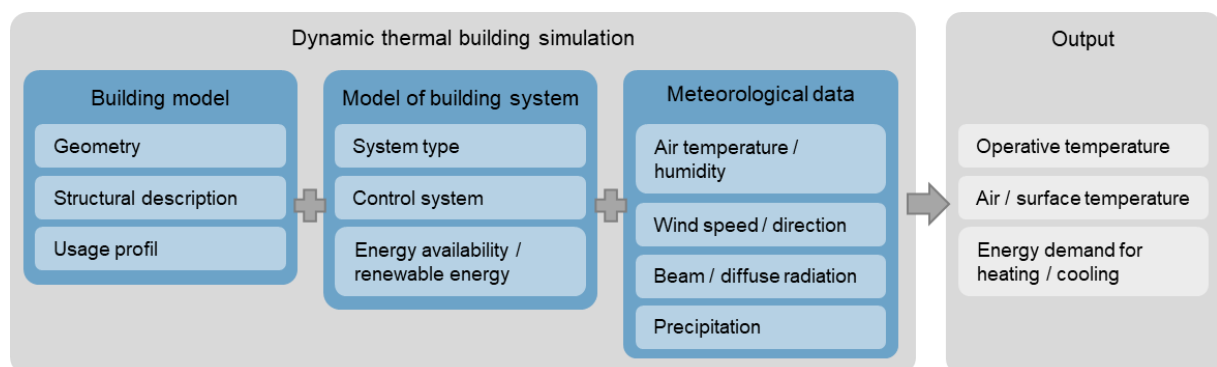 Dynamic thermal building simulation
Building model
Geometry
Structural description
Usage profil
Model of building system
System type
Control system
Energy availability /
renewable energy
Meteorological data
Air temperature /
humidity
Wind speed / direction
Beam / diffuse radiation
Precipitation
Output
Operative temperature
Air / surface temperature
Energy demand for
heating / cooling